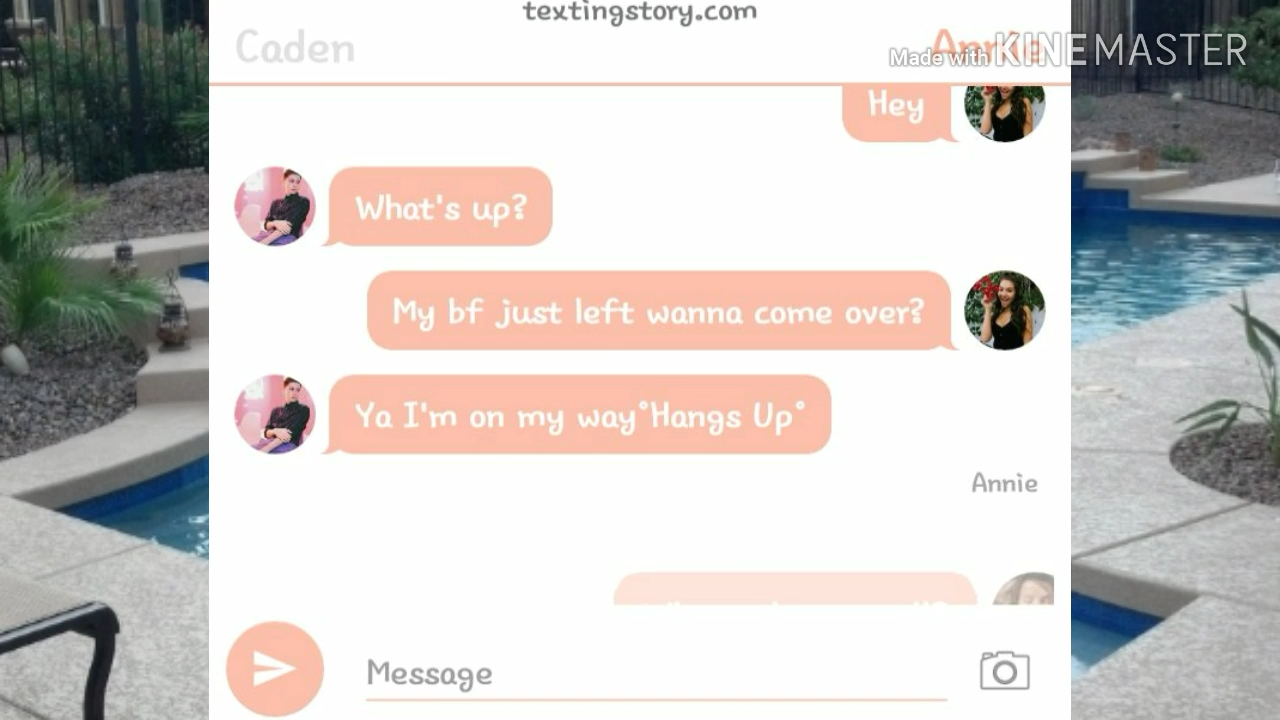 textingstory.com
Caden
Annie
Made with KINEMASTER
Hey
What's up?
My bf just left wanna come over?
Ya I'm on my way°Hangs Up°
Annie
Message